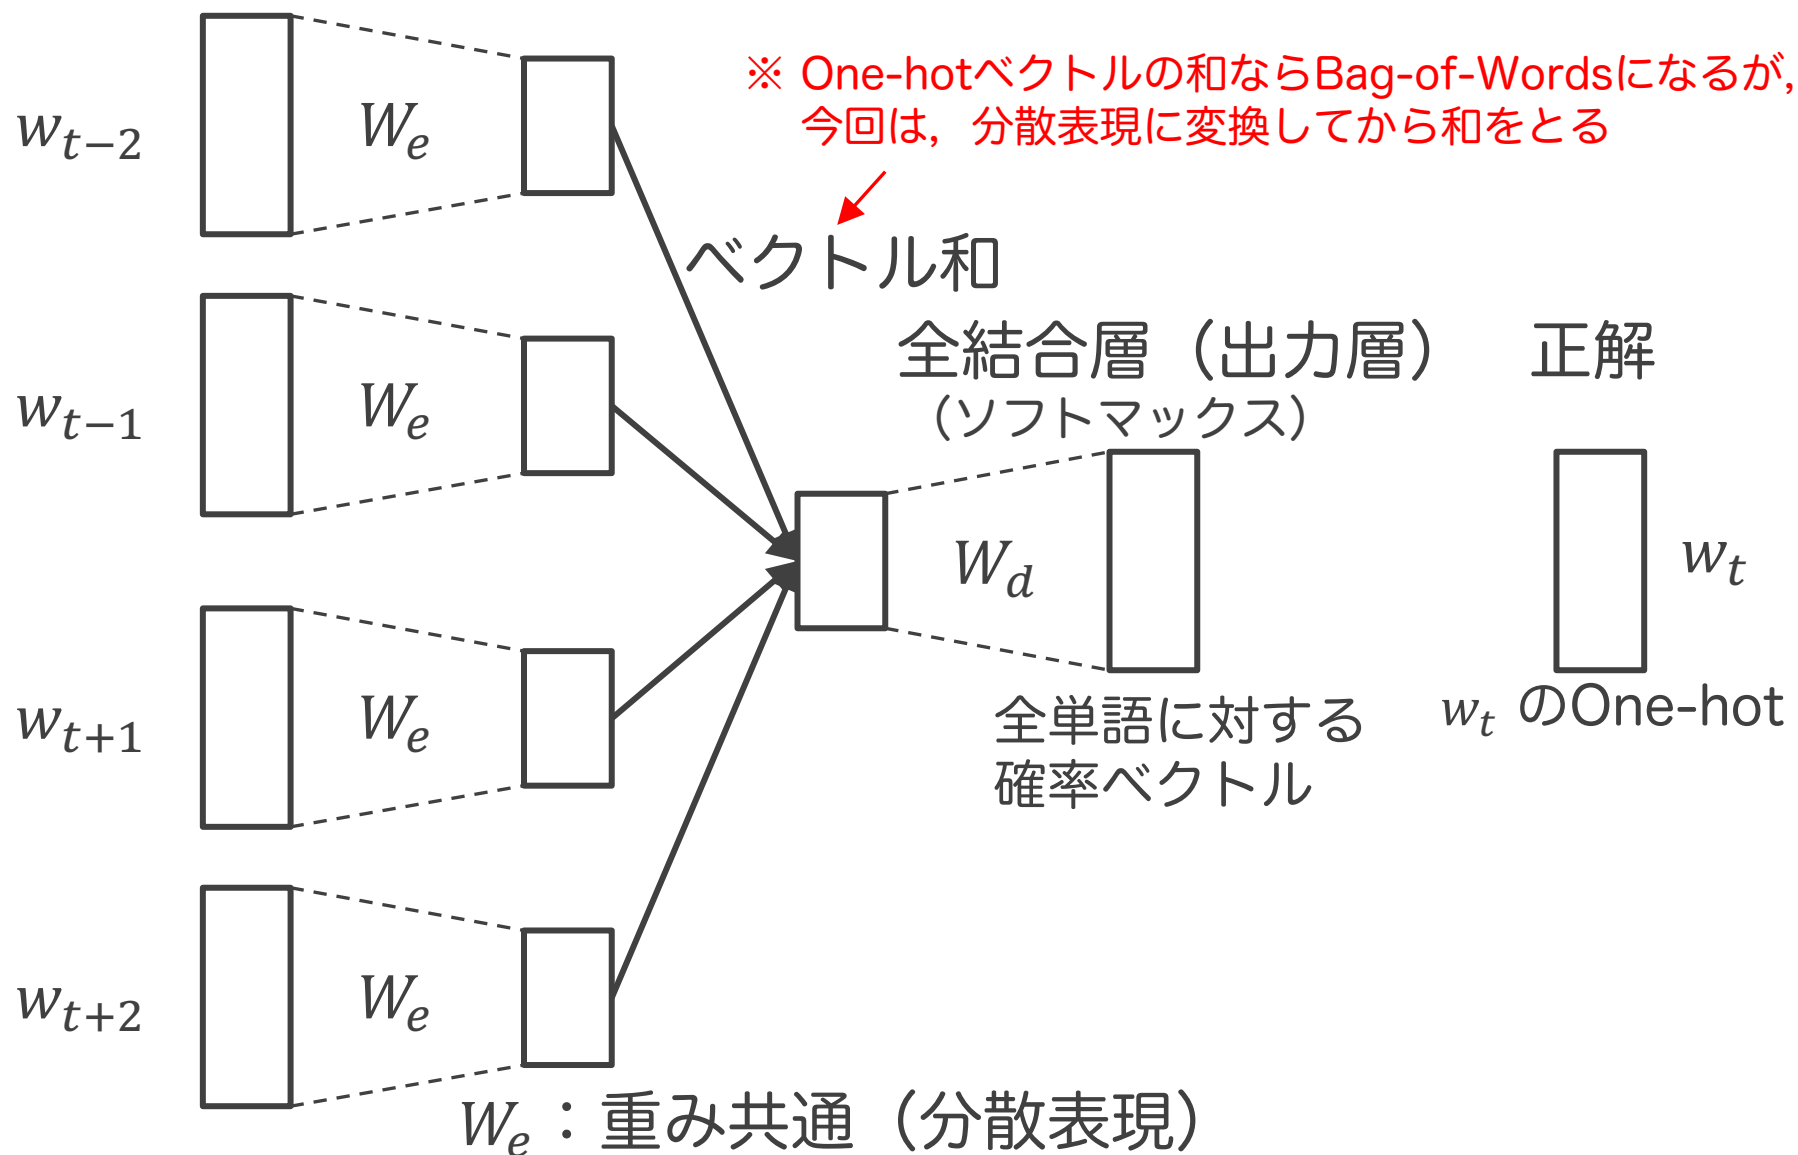 ※ One-hotベクトルの和ならBag-of-Wordsになるが,
今回は，分散表現に変換してから和をとる
w_{t−2}
W_e
ベクトル和
全結合層（出力層）
（ソフトマックス）
正解
w_{t−1}
W_e
W_d
w_t
w_{t+1}
W_e
全単語に対する
確率ベクトル
w_t のOne-hot
w_{t+2}
W_e
W_e：重み共通（分散表現）